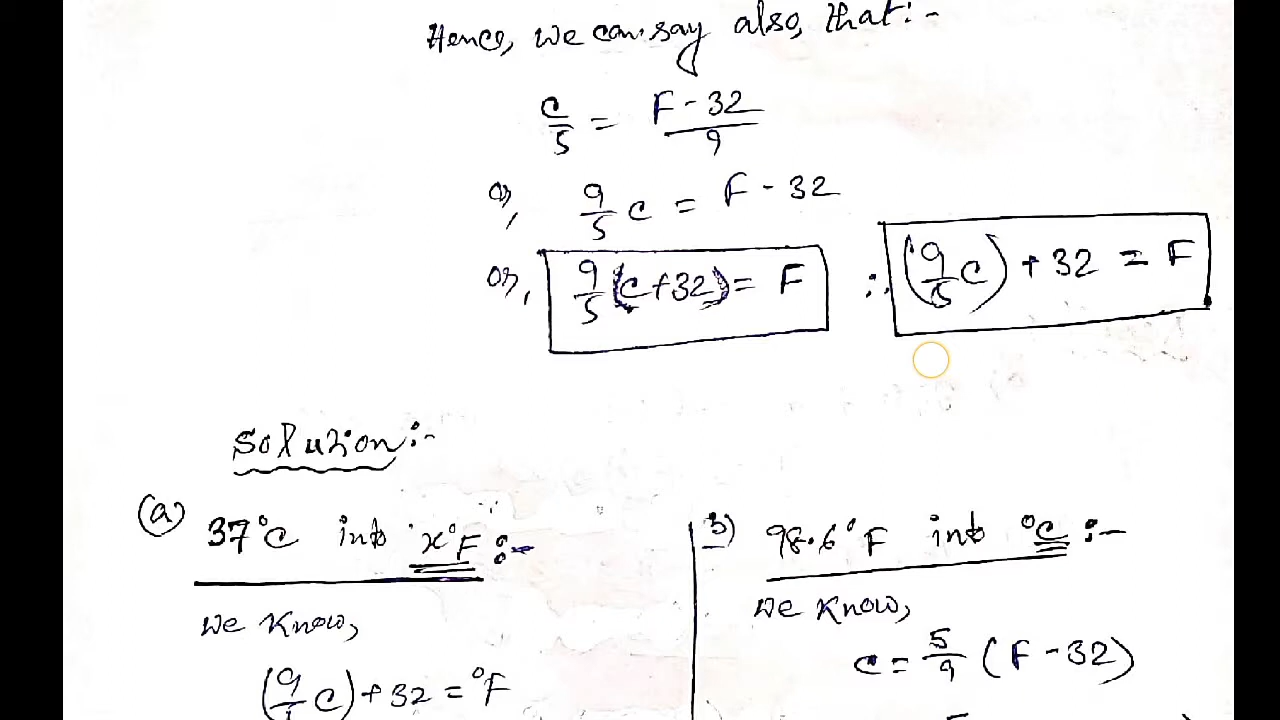 Hence, we can say also, that:-
C/5 = F - 32/9
or, 9/5 C = F - 32
or, 9/5 (C+32) = F ∴ (9/5 C) + 32 = F
Solution:-
(a) 37°C into x°F:-
We Know,
(9/5 C) + 32 = °F
b) 98.6°F into °C:-
We Know,
C = 5/9 (F - 32)